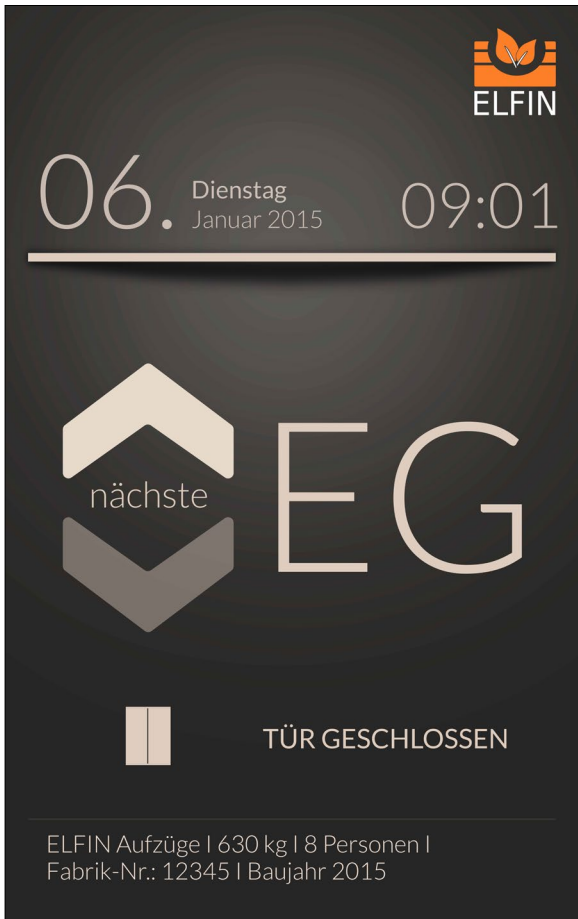 ELFIN
06. Dienstag
Januar 2015
09:01
nächste
EG
TÜR GESCHLOSSEN
ELFIN Aufzüge I 630 kg I 8 Personen I
Fabrik-Nr.: 12345 I Baujahr 2015